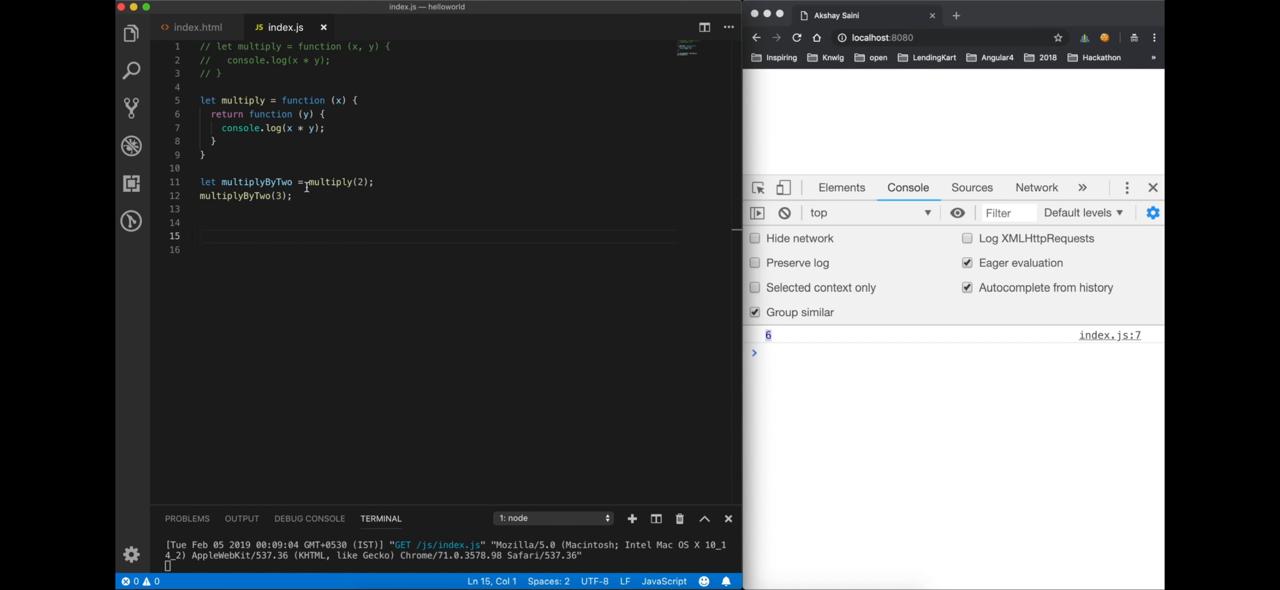 index.js — helloworld
index.html
JS index.js
1 // let multiply = function (x, y) {
2 //   console.log(x * y);
3 // }
4
5 let multiply = function (x) {
6   return function (y) {
7     console.log(x * y);
8   }
9 }
10
11 let multiplyByTwo = multiply(2);
12 multiplyByTwo(3);
13
14
15
16
PROBLEMS OUTPUT DEBUG CONSOLE TERMINAL 1: node
[Tue Feb 05 2019 00:09:04 GMT+0530 (IST)] "GET /js/index.js" "Mozilla/5.0 (Macintosh; Intel Mac OS X 10_1
4_2) AppleWebKit/537.36 (KHTML, like Gecko) Chrome/71.0.3578.98 Safari/537.36"
0 0 Ln 15, Col 1 Spaces: 2 UTF-8 LF JavaScript
Akshay Saini
localhost:8080
Inspiring Knwlg open LendingKart Angular4 2018 Hackathon »
Elements Console Sources Network »
top Filter Default levels
Hide network Log XMLHttpRequests
Preserve log Eager evaluation
Selected context only Autocomplete from history
Group similar
6 index.js:7